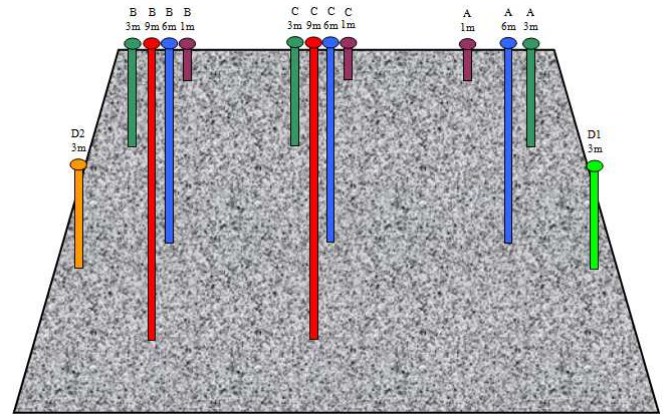 B B B B
3m 9m 6m 1m
C C C C
3m 9m 6m 1m
A A A
1m 6m 3m
D2
3m
D1
3m